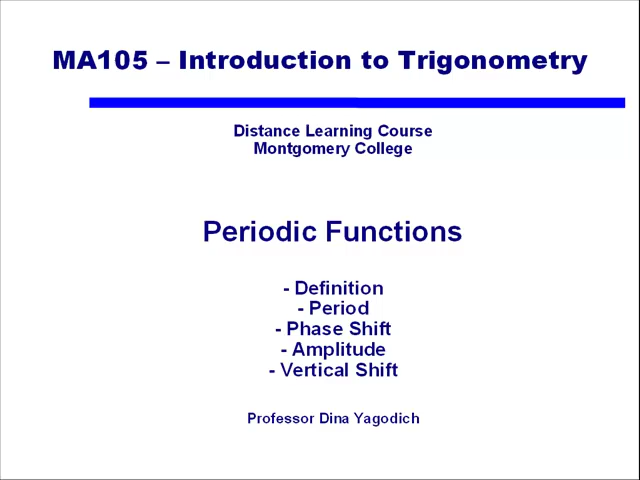 MA105 – Introduction to Trigonometry
Distance Learning Course
Montgomery College
Periodic Functions
- Definition
- Period
- Phase Shift
- Amplitude
- Vertical Shift
Professor Dina Yagodich